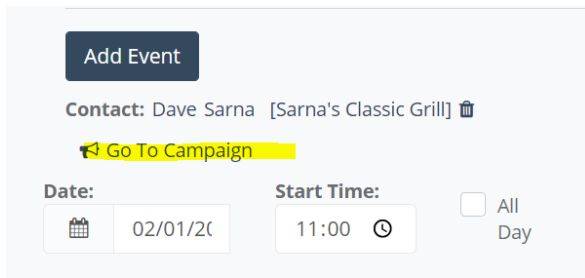 Add Event
Contact: Dave Sarna [Sarna's Classic Grill]
Go To Campaign
Date: Start Time:
02/01/20 11:00 All
Day